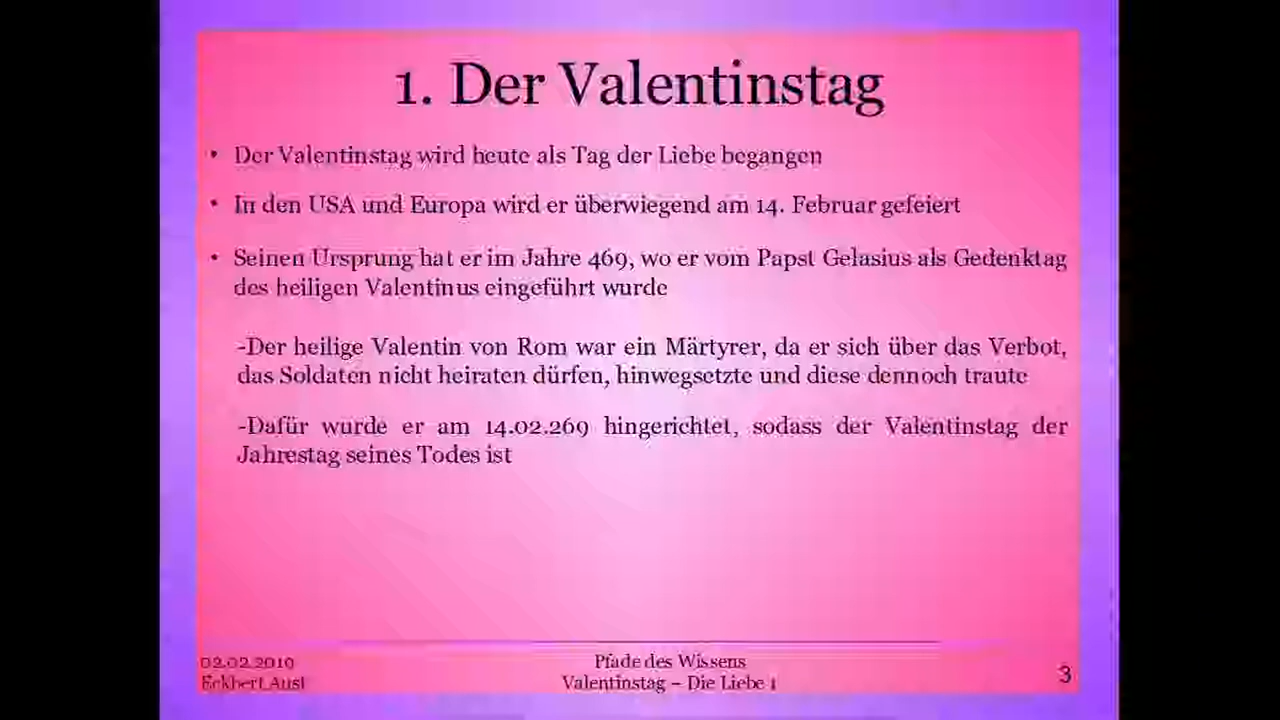 1. Der Valentinstag
• Der Valentinstag wird heute als Tag der Liebe begangen
• In den USA und Europa wird er überwiegend am 14. Februar gefeiert
• Seinen Ursprung hat er im Jahre 469, wo er vom Papst Gelasius als Gedenktag
des heiligen Valentinus eingeführt wurde
-Der heilige Valentin von Rom war ein Märtyrer, da er sich über das Verbot,
das Soldaten nicht heiraten dürfen, hinwegsetzte und diese dennoch traute
-Dafür wurde er am 14.02.269 hingerichtet, sodass der Valentinstag der
Jahrestag seines Todes ist
Pfade des Wissens
Valentinstag – Die Liebe 1
Eckbert
3